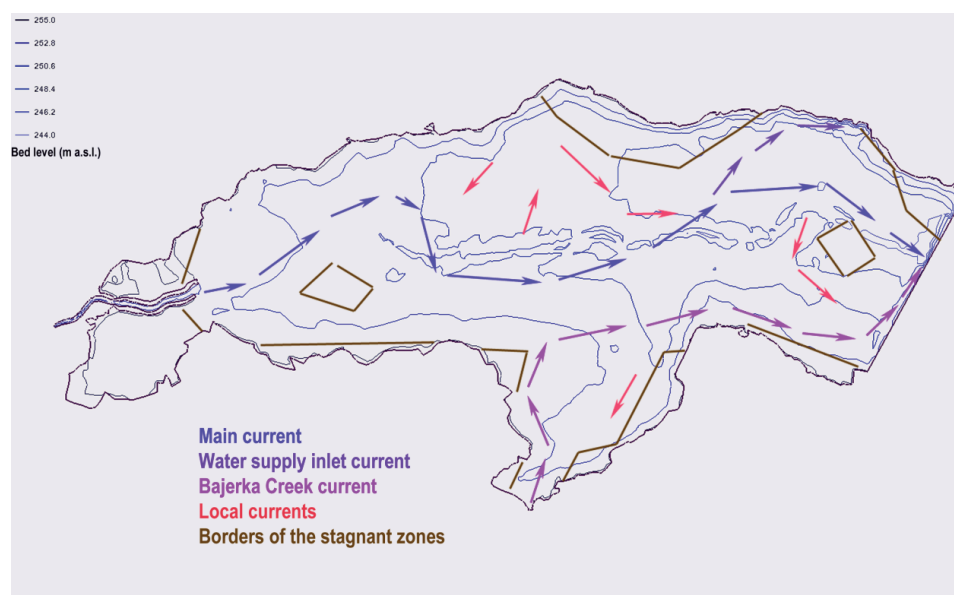 255.0
252.8
250.6
248.4
246.2
244.0
Bed level (m a.s.l.)
Main current
Water supply inlet current
Bajerka Creek current
Local currents
Borders of the stagnant zones